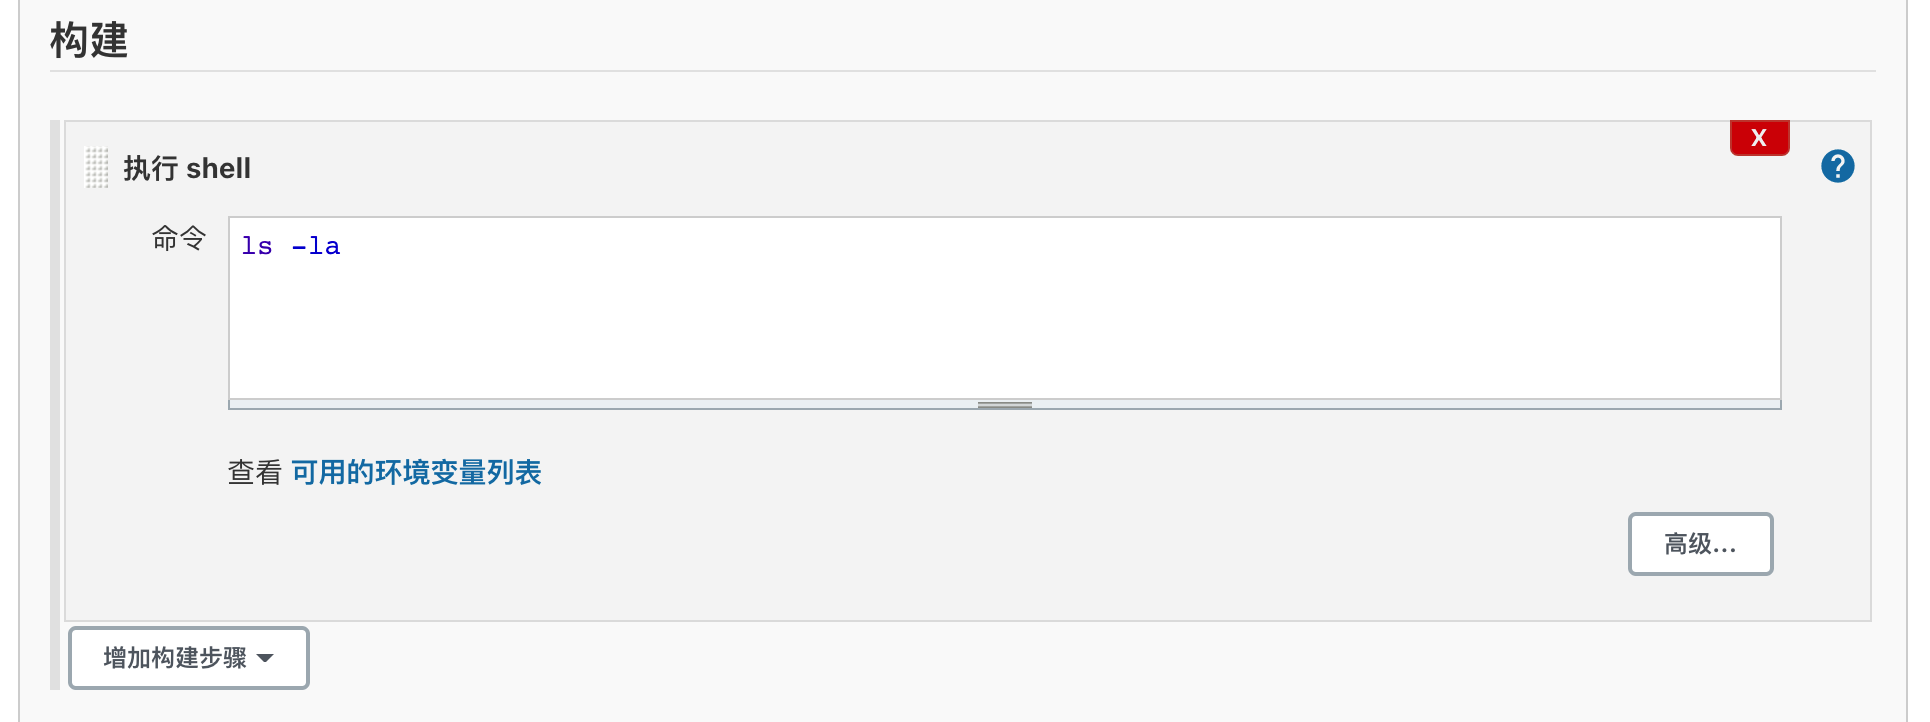 构建
X
执行 shell
?
命令
ls -la
查看 可用的环境变量列表
高级...
增加构建步骤